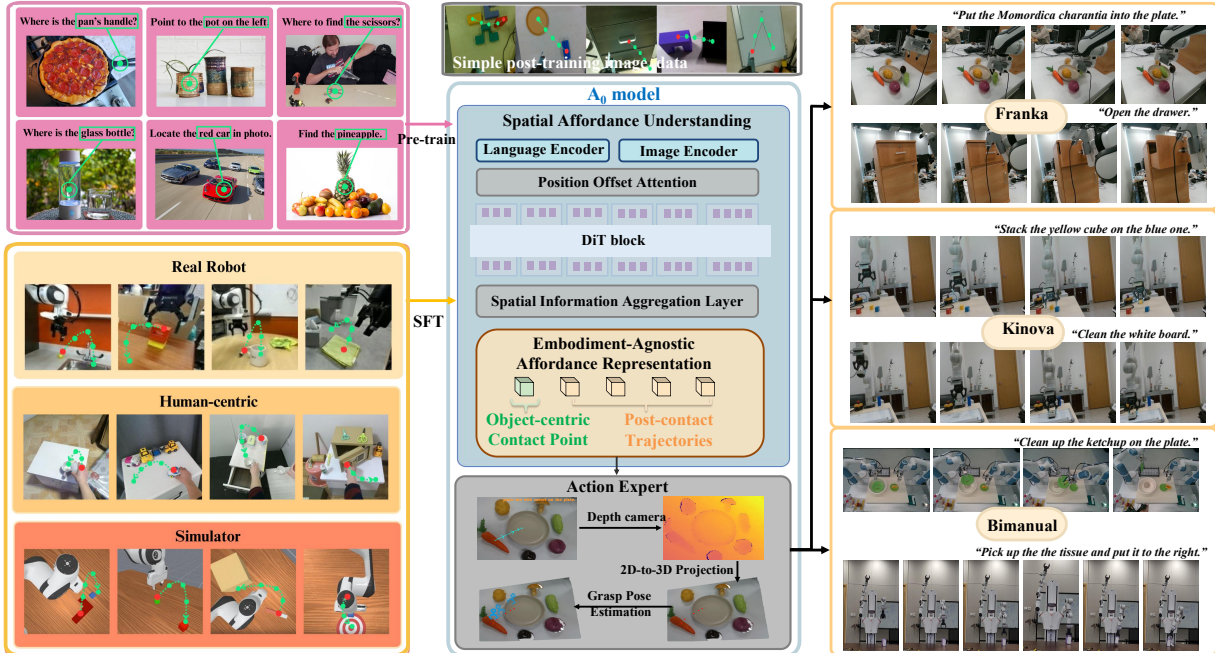 Where is the pan's handle?
Point to the pot on the left.
Where to find the scissors?
Where is the glass bottle?
Locate the red car in photo.
Find the pineapple.
Pre-train
Real Robot
Human-centric
Simulator
SFT
Simple post-training image data
A₀ model
Spatial Affordance Understanding
Language Encoder
Image Encoder
Position Offset Attention
DiT block
Spatial Information Aggregation Layer
Embodiment-Agnostic
Affordance Representation
Object-centric
Contact Point
Post-contact
Trajectories
Action Expert
Depth camera
2D-to-3D Projection
Grasp Pose
Estimation
"Put the Momordica charantia into the plate."
Franka
"Open the drawer."
"Stack the yellow cube on the blue one."
Kinova
"Clean the white board."
"Clean up the ketchup on the plate."
Bimanual
"Pick up the the tissue and put it to the right."